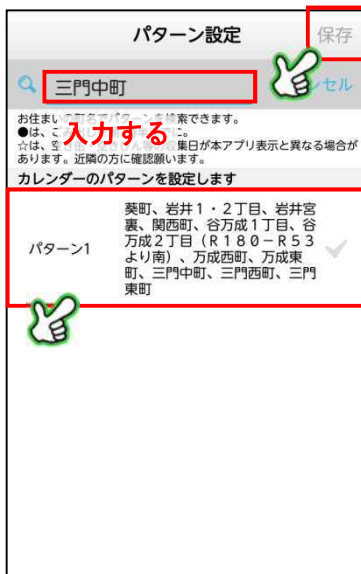 パターン設定
保存
三門中町
セル
お住まい
索できます。
●は、ご
入力する
に。
☆は、空
収集日が本アプリ表示と異なる場合が
あります。近隣の方に確認願います。
カレンダーのパターンを設定します
パターン1
葵町、岩井1・2丁目、岩井宮
裏、関西町、谷万成1丁目、谷
万成2丁目(R180-R53
より南)、万成西町、万成東
町、三門中町、三門西町、三門
東町